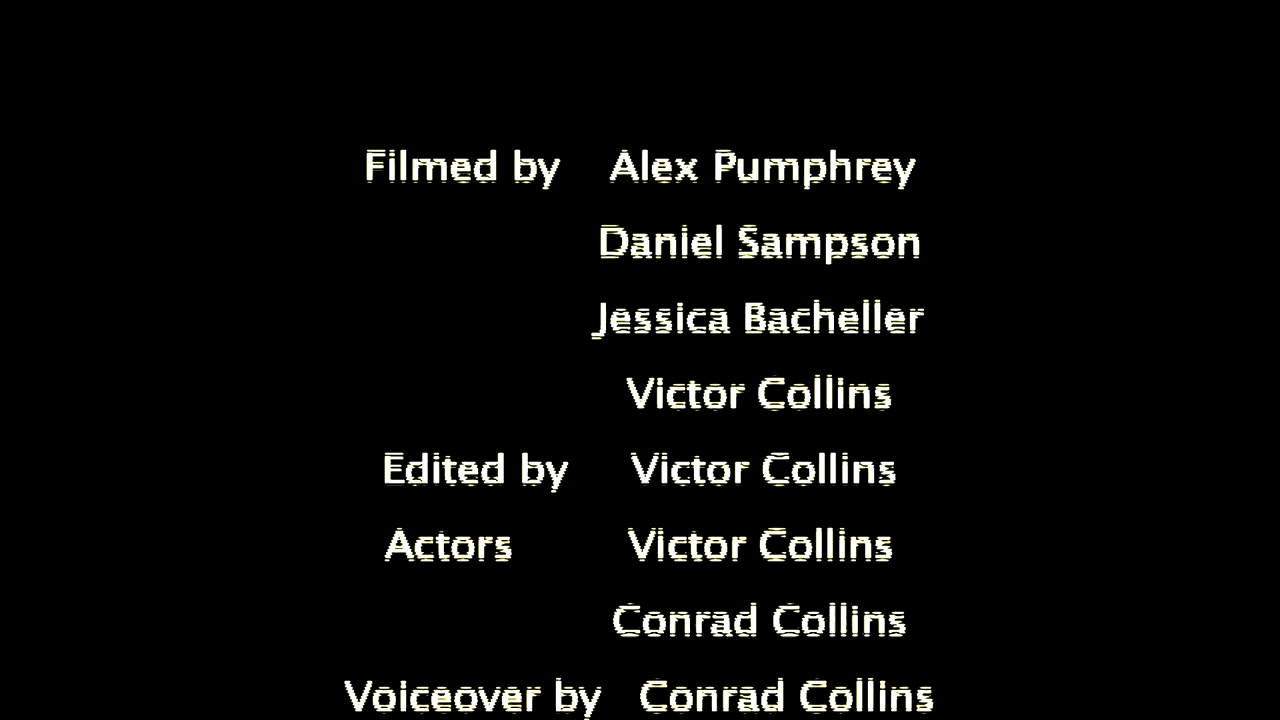 Filmed by Alex Pumphrey
Daniel Sampson
Jessica Bacheller
Victor Collins
Edited by Victor Collins
Actors Victor Collins
Conrad Collins
Voiceover by Conrad Collins